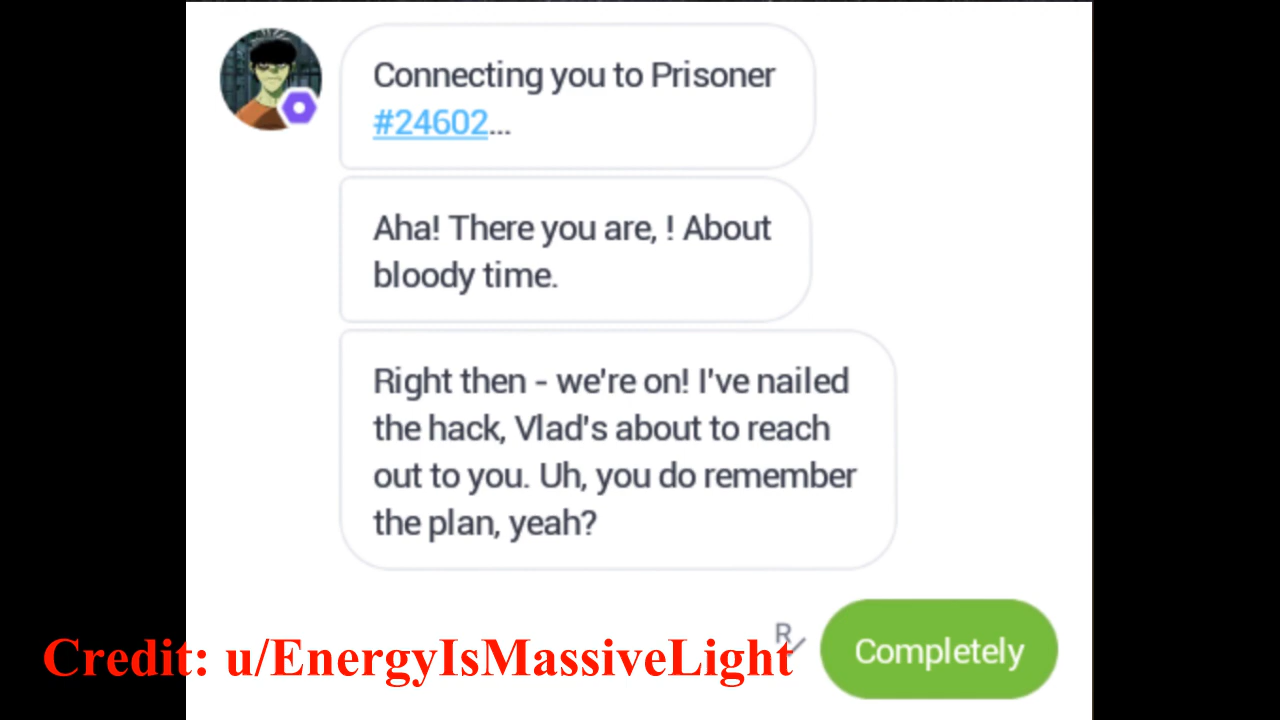 Connecting you to Prisoner
#24602...
Aha! There you are, ! About
bloody time.
Right then - we're on! I've nailed
the hack, Vlad's about to reach
out to you. Uh, you do remember
the plan, yeah?
R✓
Completely
Credit: u/EnergyIsMassiveLight